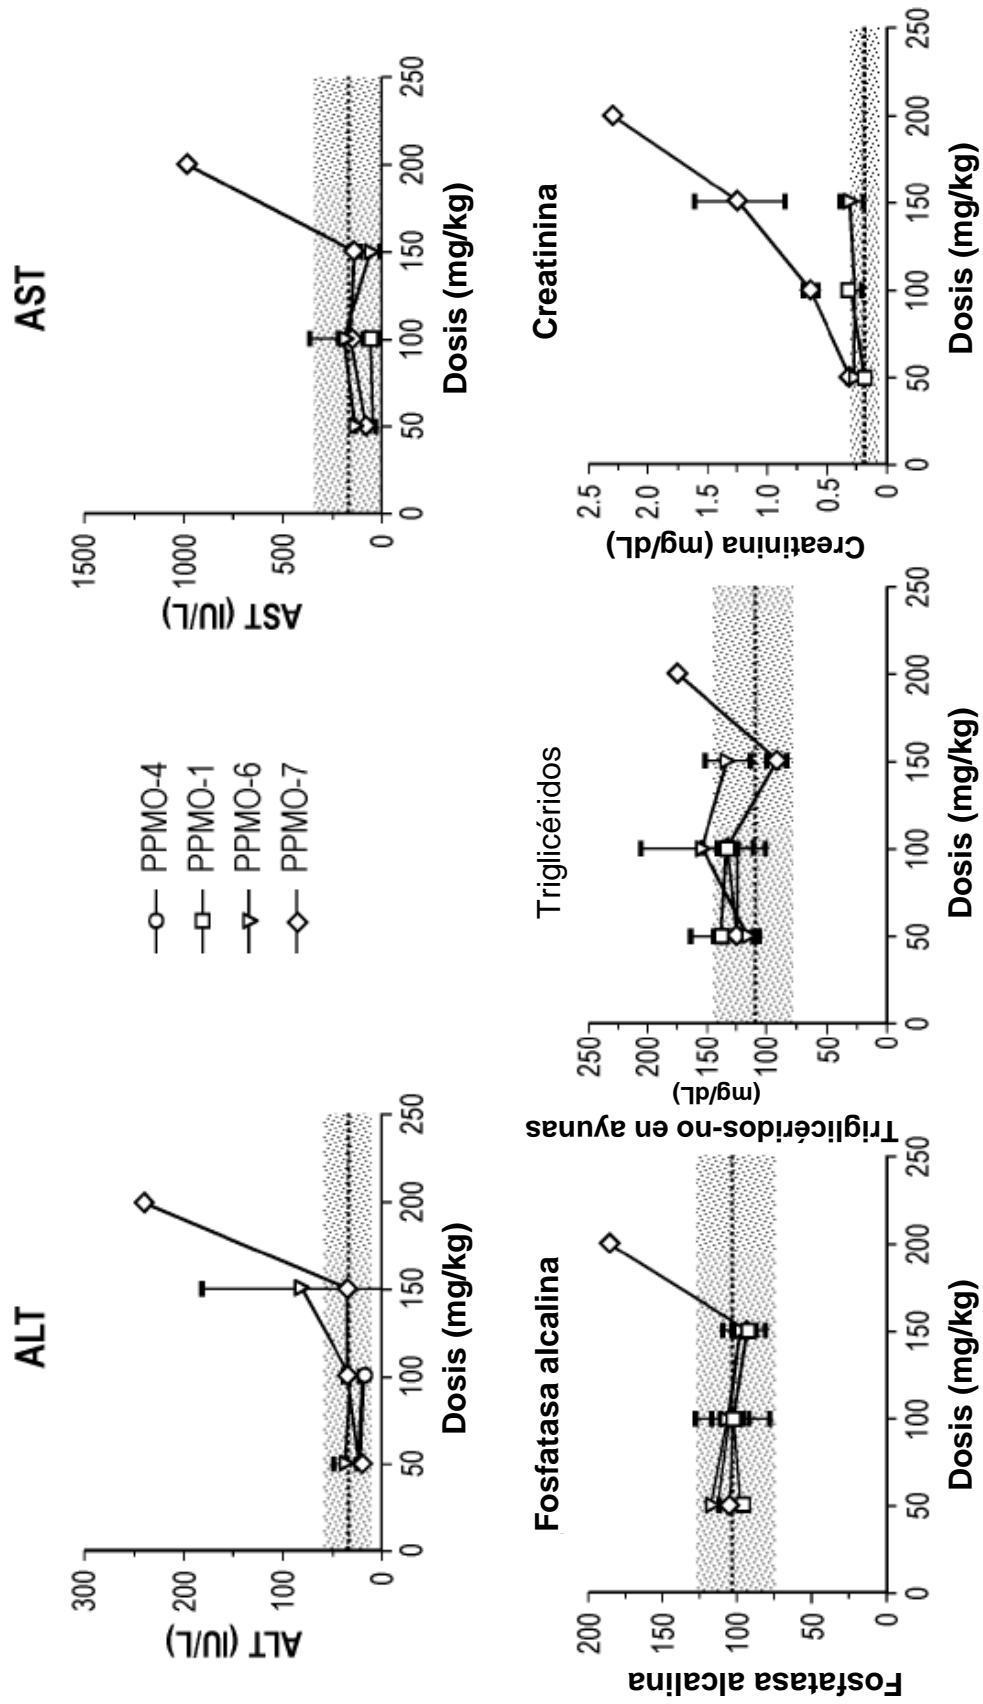 ALT
ALT (IU/L)
300
200
100
0
0
50
100
150
200
250
Dosis (mg/kg)
PPMO-4
PPMO-1
PPMO-6
PPMO-7
AST
AST (IU/L)
1500
1000
500
0
0
50
100
150
200
250
Dosis (mg/kg)
Fosfatasa alcalina
Fosfatasa alcalina
200
150
100
50
0
0
50
100
150
200
250
Dosis (mg/kg)
Triglicéridos
Triglicéridos-no en ayunas
(mg/dL)
250
200
150
100
50
0
0
50
100
150
200
250
Dosis (mg/kg)
Creatinina
Creatinina (mg/dL)
2.5
2.0
1.5
1.0
0.5
0
0
50
100
150
200
250
Dosis (mg/kg)